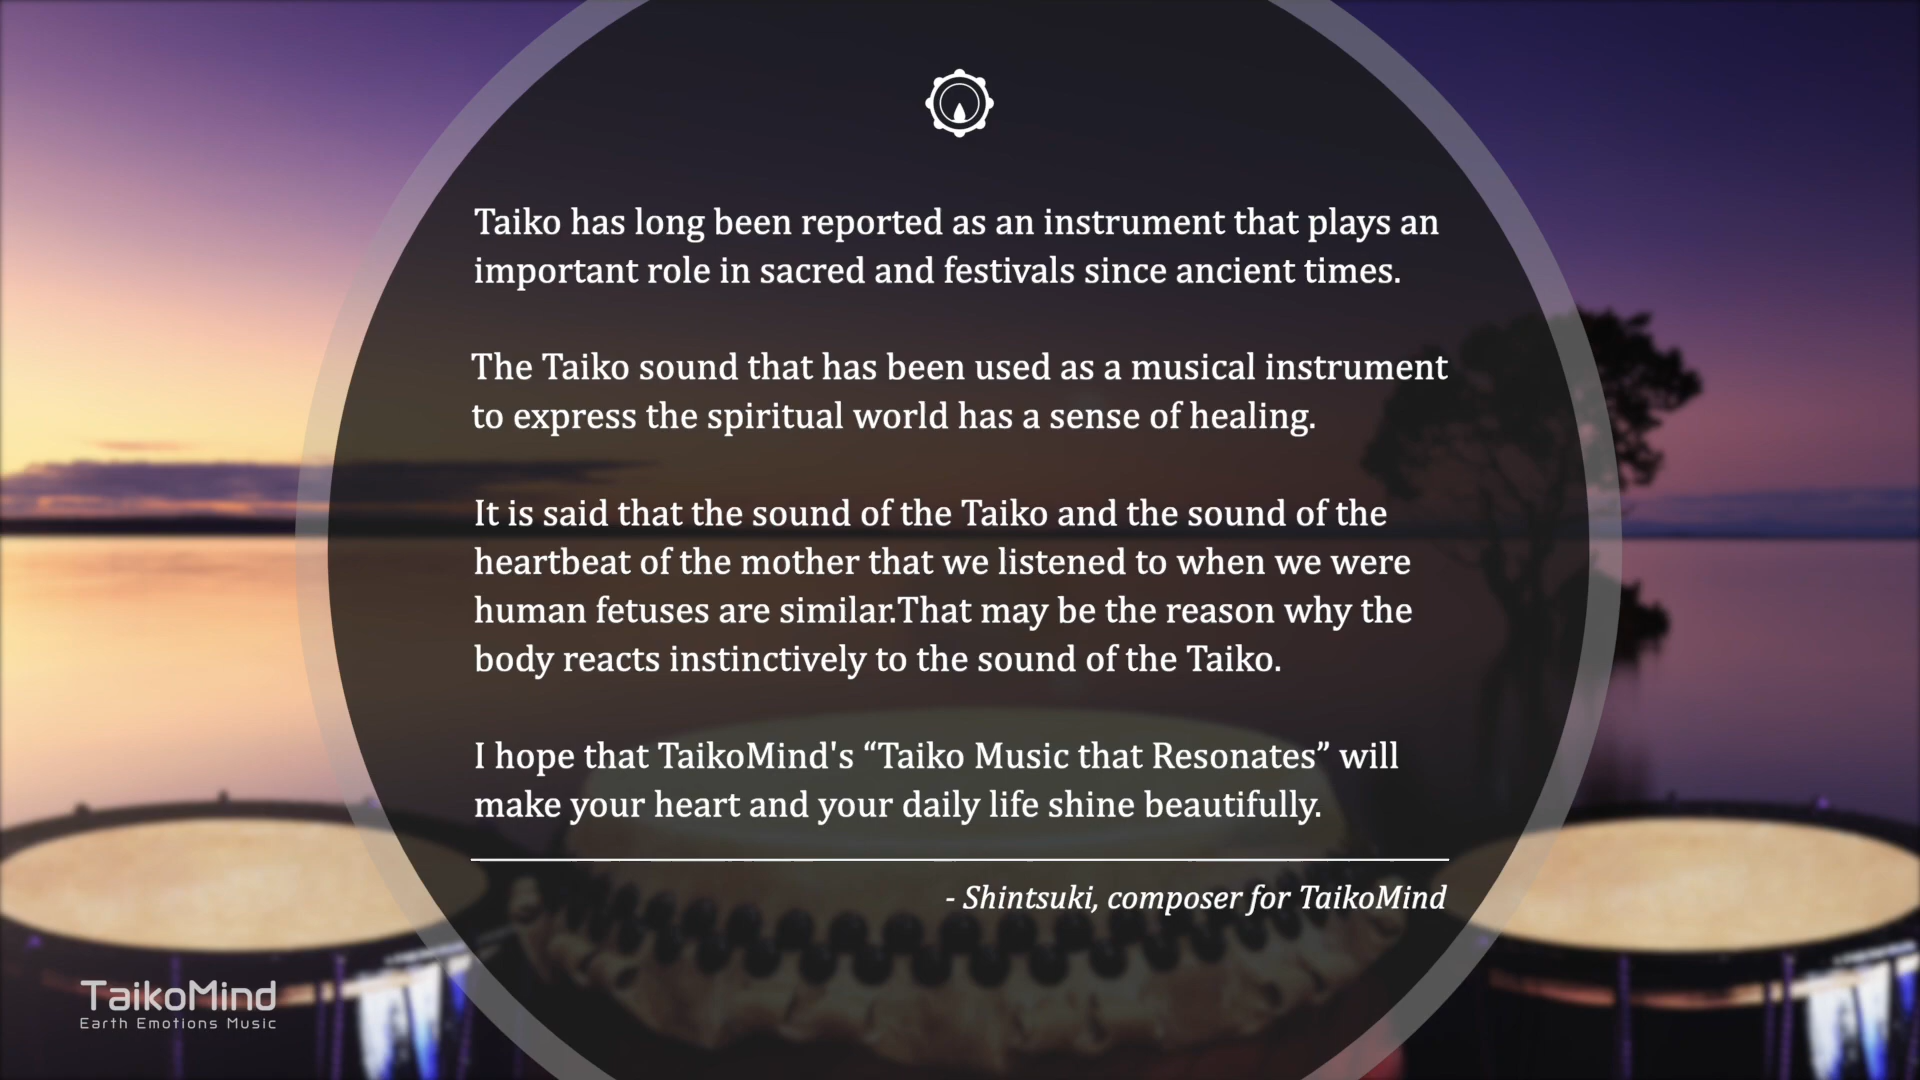 Taiko has long been reported as an instrument that plays an
important role in sacred and festivals since ancient times.
The Taiko sound that has been used as a musical instrument
to express the spiritual world has a sense of healing.
It is said that the sound of the Taiko and the sound of the
heartbeat of the mother that we listened to when we were
human fetuses are similar.That may be the reason why the
body reacts instinctively to the sound of the Taiko.
I hope that TaikoMind's “Taiko Music that Resonates” will
make your heart and your daily life shine beautifully.
- Shintsuki, composer for TaikoMind
TaikoMind
Earth Emotions Music